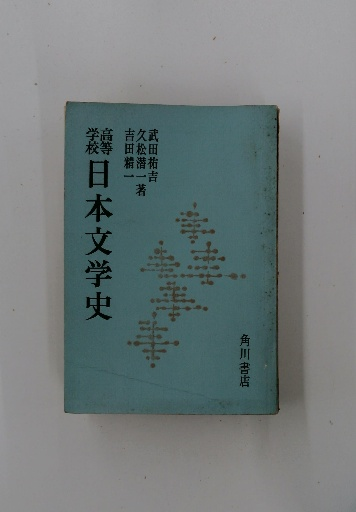 武田祐吉
久松潜一著
吉田精一
高等
学校
日本文学史
角川書店